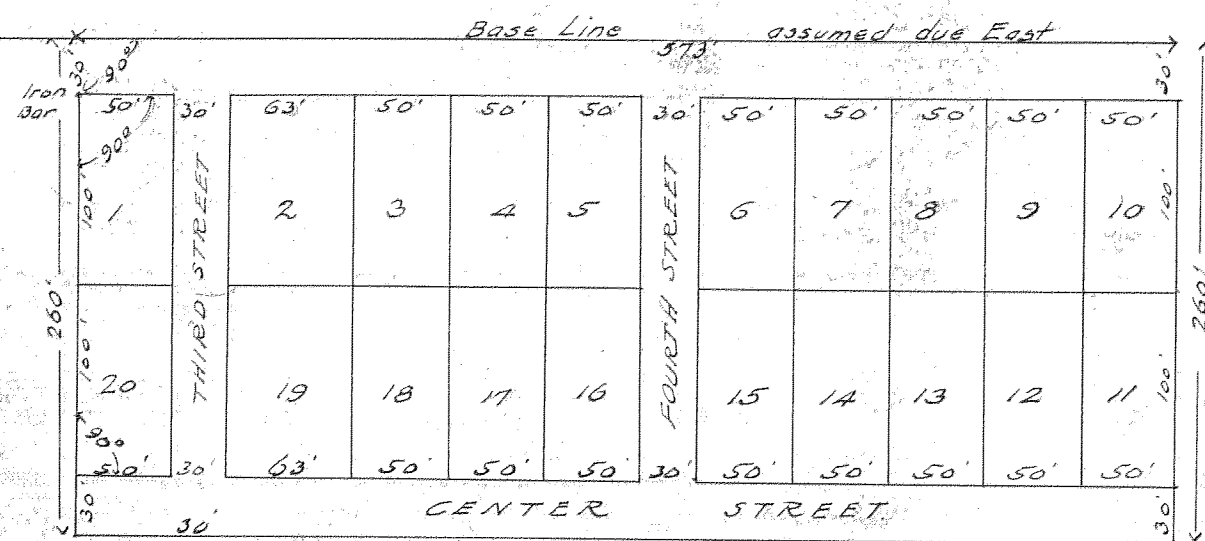 Base Line assumed due East
573'
30' 90° 30'
Iron Bar
50' 30' 63' 50' 50' 50' 30' 50' 50' 50' 50' 50'
90°
100' 1 THIRD STREET 2 3 4 5 FOURTH STREET 6 7 8 9 10 100'
260' 260'
100' 20 19 18 17 16 15 14 13 12 11 100'
90°
50' 30' 63' 50' 50' 50' 30' 50' 50' 50' 50' 50'
30' CENTER STREET 30'
30'